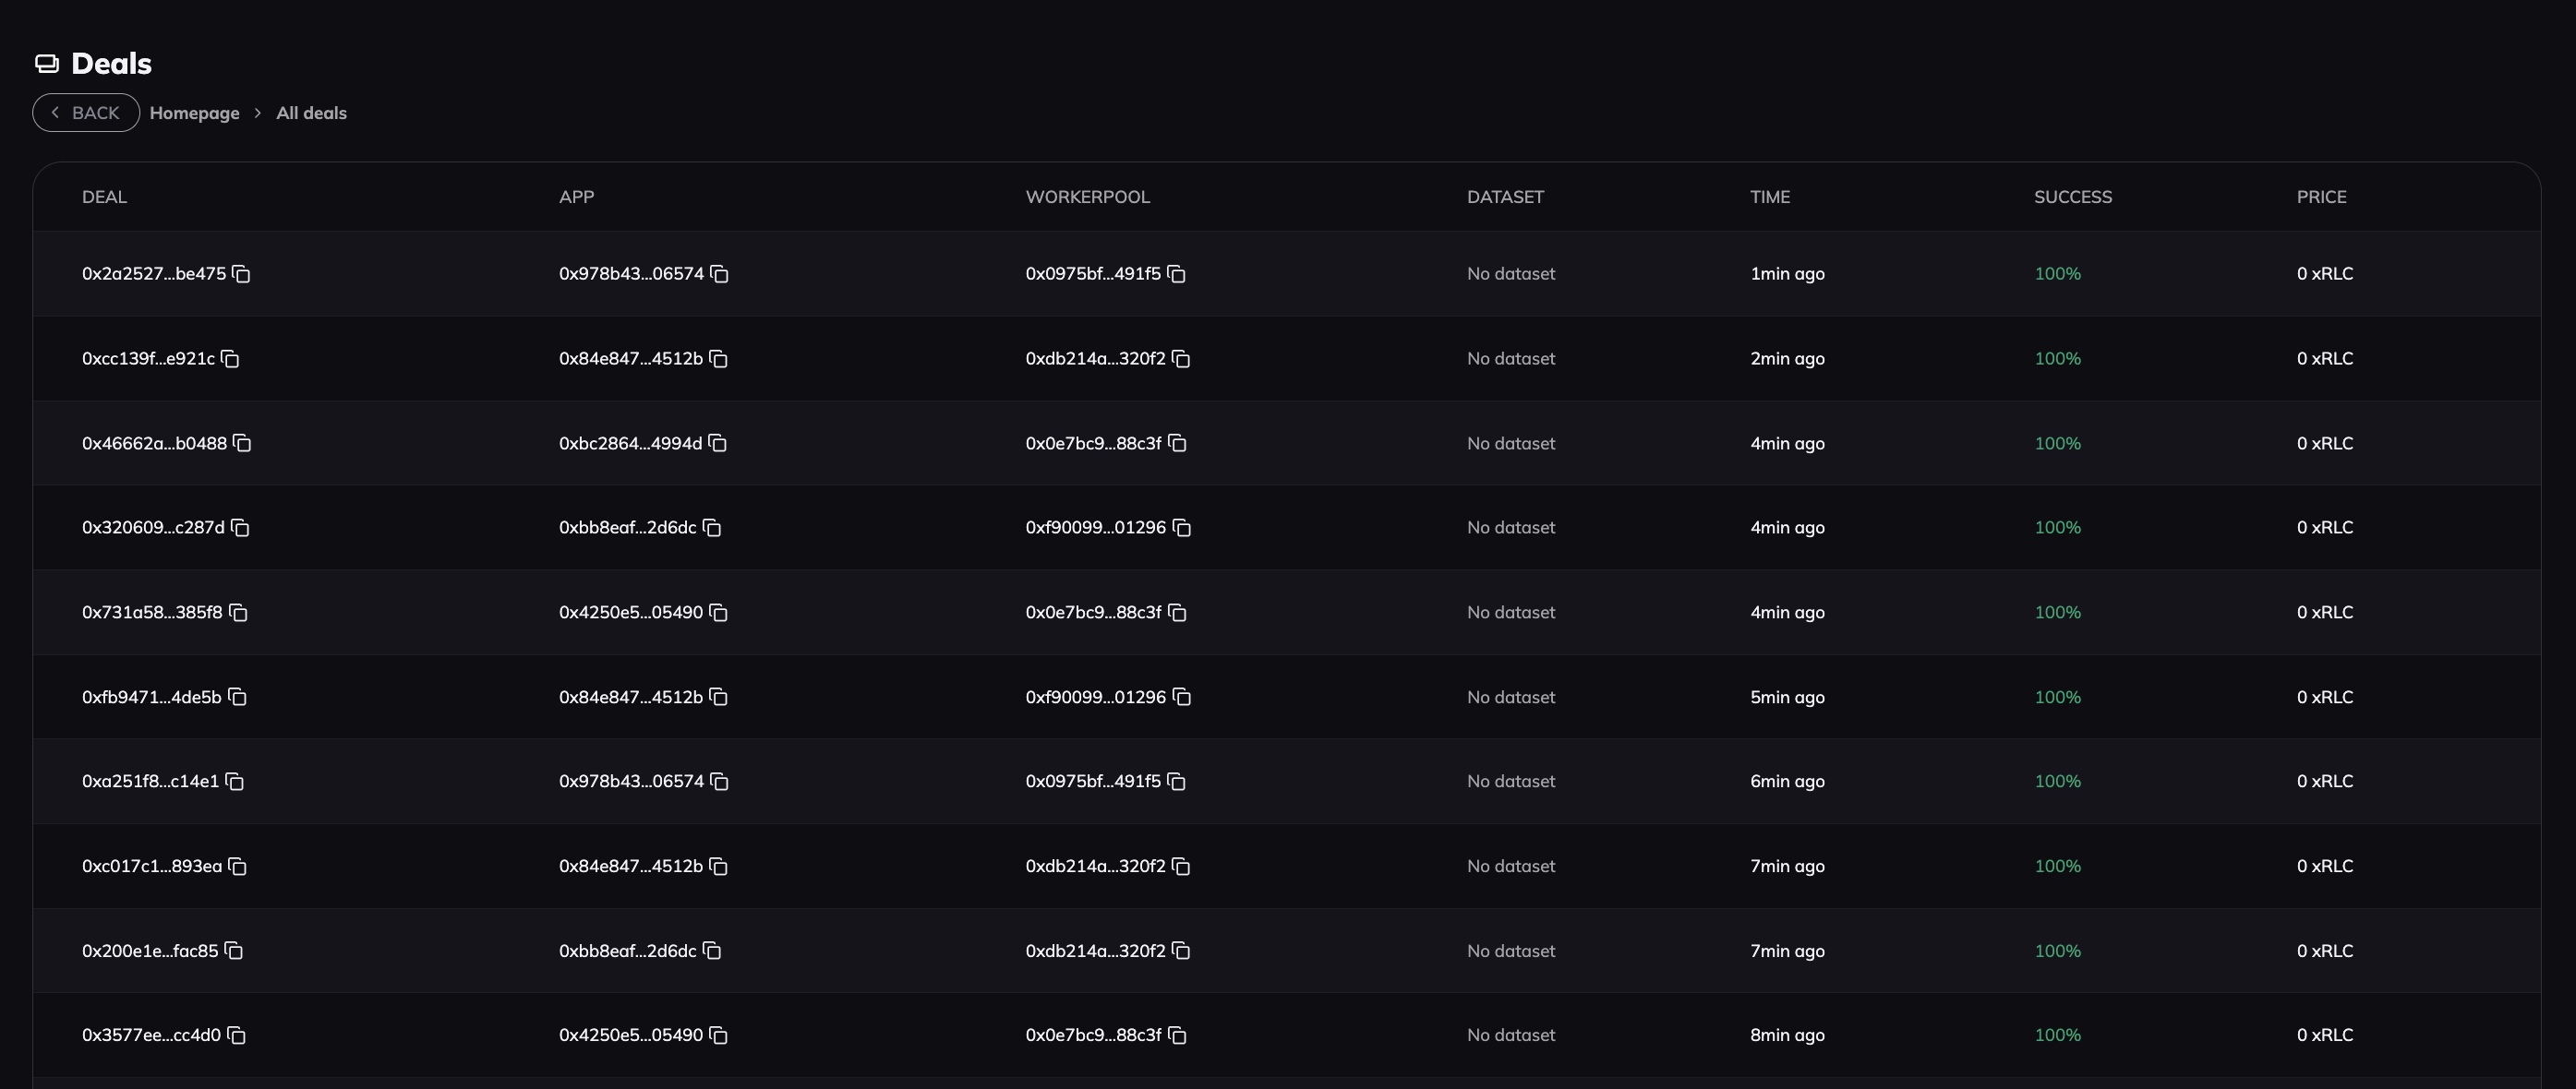 Deals
BACK Homepage > All deals
DEAL APP WORKERPOOL DATASET TIME SUCCESS PRICE
0x2a2527...be475 0x978b43...06574 0x0975bf...491f5 No dataset 1min ago 100% 0 xRLC
0xcc139f...e921c 0x84e847...4512b 0xdb214a...320f2 No dataset 2min ago 100% 0 xRLC
0x46662a...b0488 0xbc2864...4994d 0x0e7bc9...88c3f No dataset 4min ago 100% 0 xRLC
0x320609...c287d 0xbb8eaf...2d6dc 0xf90099...01296 No dataset 4min ago 100% 0 xRLC
0x731a58...385f8 0x4250e5...05490 0x0e7bc9...88c3f No dataset 4min ago 100% 0 xRLC
0xfb9471...4de5b 0x84e847...4512b 0xf90099...01296 No dataset 5min ago 100% 0 xRLC
0xa251f8...c14e1 0x978b43...06574 0x0975bf...491f5 No dataset 6min ago 100% 0 xRLC
0xc017c1...893ea 0x84e847...4512b 0xdb214a...320f2 No dataset 7min ago 100% 0 xRLC
0x200e1e...fac85 0xbb8eaf...2d6dc 0xdb214a...320f2 No dataset 7min ago 100% 0 xRLC
0x3577ee...cc4d0 0x4250e5...05490 0x0e7bc9...88c3f No dataset 8min ago 100% 0 xRLC